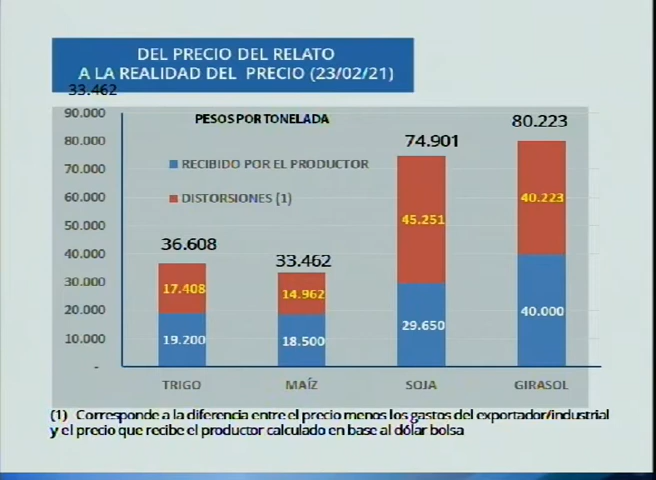 DEL PRECIO DEL RELATO
A LA REALIDAD DEL PRECIO (23/02/21)
33.462
90.000
80.000
70.000
60.000
50.000
40.000
30.000
20.000
10.000
-
PESOS POR TONELADA
RECIBIDO POR EL PRODUCTOR
DISTORSIONES (1)
36.608
17.408
19.200
33.462
14.962
18.500
74.901
45.251
29.650
80.223
40.223
40.000
TRIGO
MAÍZ
SOJA
GIRASOL
(1) Corresponde a la diferencia entre el precio menos los gastos del exportador/industrial
y el precio que recibe el productor calculado en base al dólar bolsa